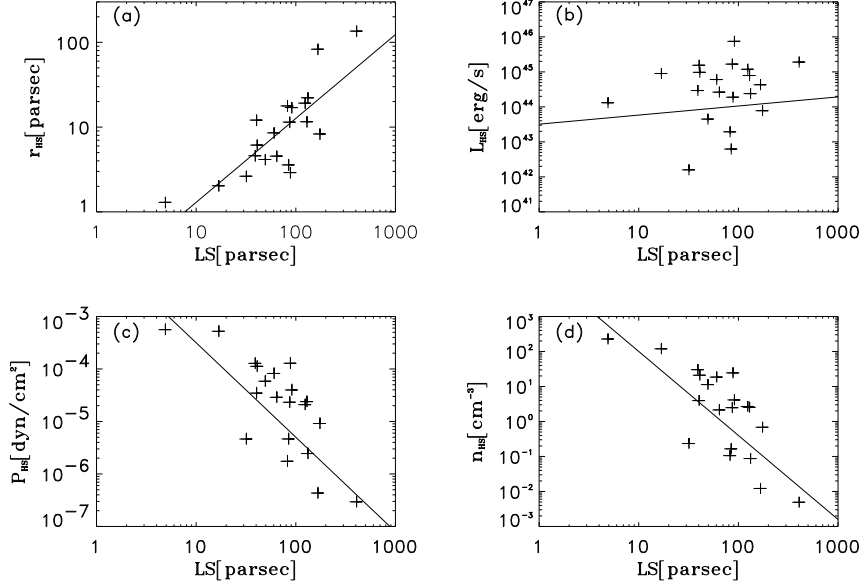 (a)
r_HS[parsec]
100
10
1
1 10 100 1000
LS[parsec]
(b)
L_HS[erg/s]
10^47
10^46
10^45
10^44
10^43
10^42
10^41
1 10 100 1000
LS[parsec]
(c)
P_HS[dyn/cm^2]
10^-3
10^-4
10^-5
10^-6
10^-7
1 10 100 1000
LS[parsec]
(d)
n_HS[cm^-3]
10^3
10^2
10^1
10^0
10^-1
10^-2
10^-3
1 10 100 1000
LS[parsec]